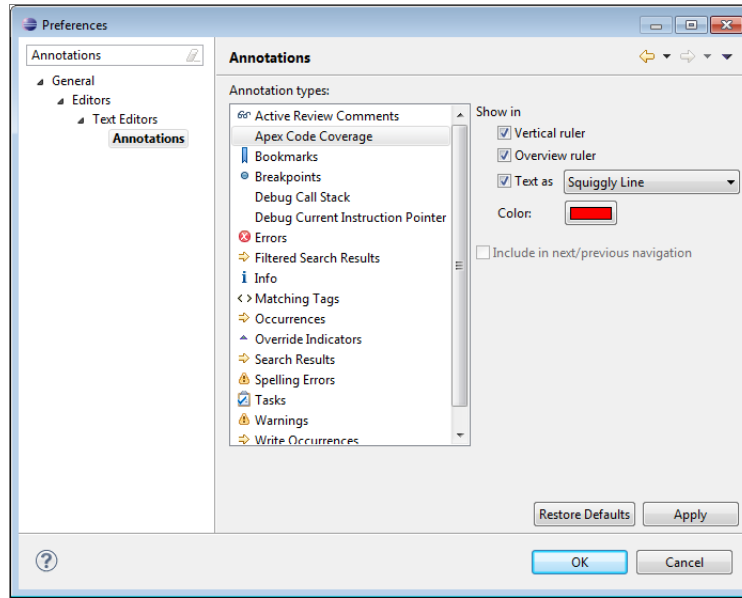 Preferences
Annotations
Annotations
General
Editors
Text Editors
Annotations
Annotation types:
Active Review Comments
Apex Code Coverage
Bookmarks
Breakpoints
Debug Call Stack
Debug Current Instruction Pointer
Errors
Filtered Search Results
Info
Matching Tags
Occurrences
Override Indicators
Search Results
Spelling Errors
Tasks
Warnings
Write Occurrences
Show in
Vertical ruler
Overview ruler
Text as Squiggly Line
Color:
Include in next/previous navigation
Restore Defaults Apply
OK Cancel